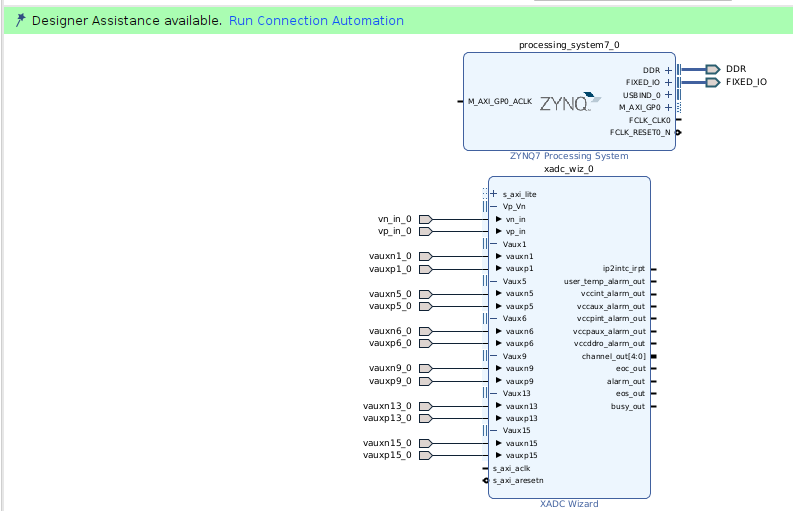 Designer Assistance available. Run Connection Automation
processing_system7_0
DDR
DDR
FIXED_IO
FIXED_IO
USBIND_0
M_AXI_GP0_ACLK
ZYNQ
M_AXI_GP0
FCLK_CLK0
FCLK_RESET0_N
ZYNQ7 Processing System
xadc_wiz_0
s_axi_lite
Vp_Vn
vn_in_0
vn_in
vp_in_0
vp_in
Vaux1
vauxn1_0
vauxn1
vauxp1_0
vauxp1
ip2intc_irpt
Vaux5
user_temp_alarm_out
vauxn5_0
vauxn5
vccint_alarm_out
vauxp5_0
vauxp5
vccaux_alarm_out
Vaux6
vccpint_alarm_out
vauxn6_0
vauxn6
vccpaux_alarm_out
vauxp6_0
vauxp6
vccddro_alarm_out
Vaux9
channel_out[4:0]
vauxn9_0
vauxn9
eoc_out
vauxp9_0
vauxp9
alarm_out
Vaux13
eos_out
vauxn13_0
vauxn13
busy_out
vauxp13_0
vauxp13
Vaux15
vauxn15_0
vauxn15
vauxp15_0
vauxp15
s_axi_aclk
s_axi_aresetn
XADC Wizard